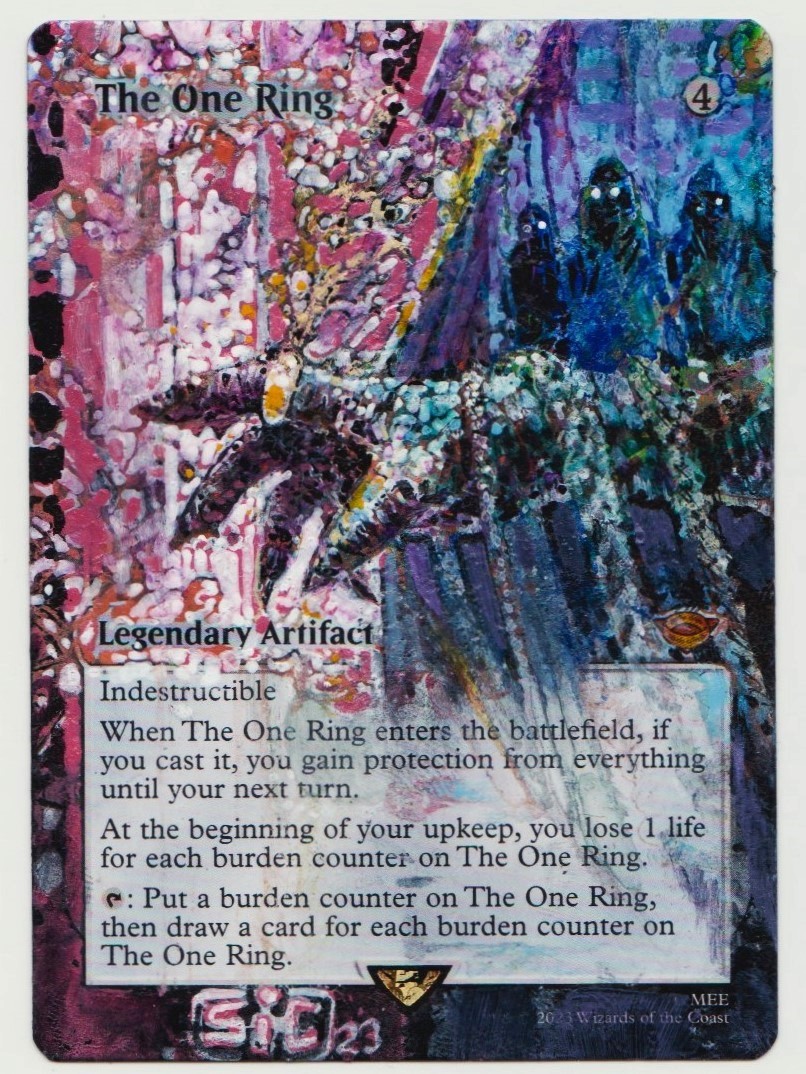 The One Ring
4
Legendary Artifact
Indestructible
When The One Ring enters the battlefield, if
you cast it, you gain protection from everything
until your next turn.
At the beginning of your upkeep, you lose 1 life
for each burden counter on The One Ring.
: Put a burden counter on The One Ring,
then draw a card for each burden counter on
The One Ring.
SiC
23
MEE
2023 Wizards of the Coast